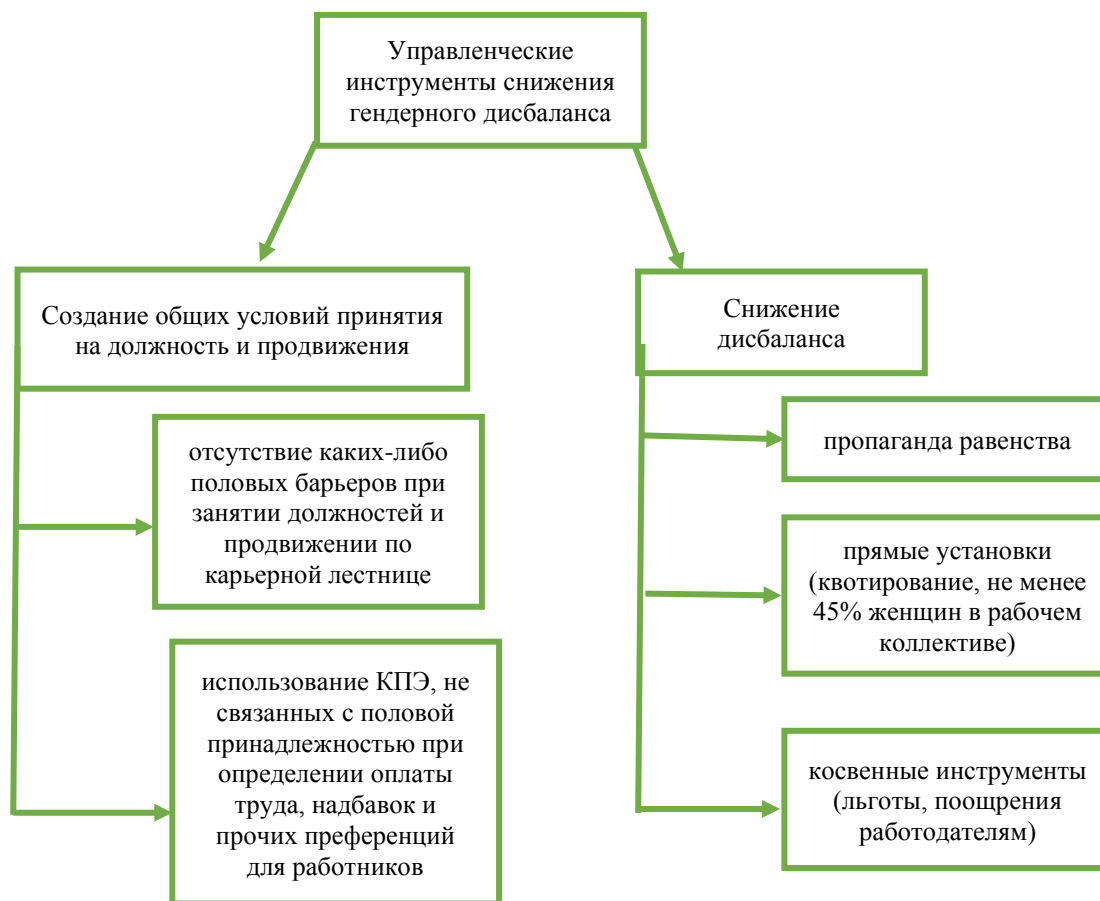 Управленческие
инструменты снижения
гендерного дисбаланса
Создание общих условий принятия
на должность и продвижения
отсутствие каких-либо
половых барьеров при
занятии должностей и
продвижении по
карьерной лестнице
использование КПЭ, не
связанных с половой
принадлежностью при
определении оплаты
труда, надбавок и
прочих преференций
для работников
Снижение
дисбаланса
пропаганда равенства
прямые установки
(квотирование, не менее
45% женщин в рабочем
коллективе)
косвенные инструменты
(льготы, поощрения
работодателям)